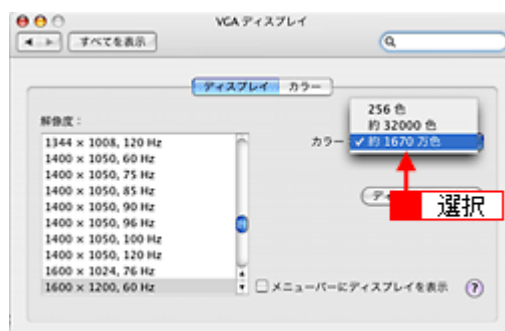 VCA ディスプレイ
すべてを表示
ディスプレイ カラー
解像度：
1344 × 1008, 120 Hz
1400 × 1050, 60 Hz
1400 × 1050, 75 Hz
1400 × 1050, 85 Hz
1400 × 1050, 90 Hz
1400 × 1050, 96 Hz
1400 × 1050, 100 Hz
1400 × 1050, 120 Hz
1600 × 1024, 76 Hz
1600 × 1200, 60 Hz
カラー
256 色
約 32000 色
✓約 1670 万色
選択
メニューバーにディスプレイを表示 ?